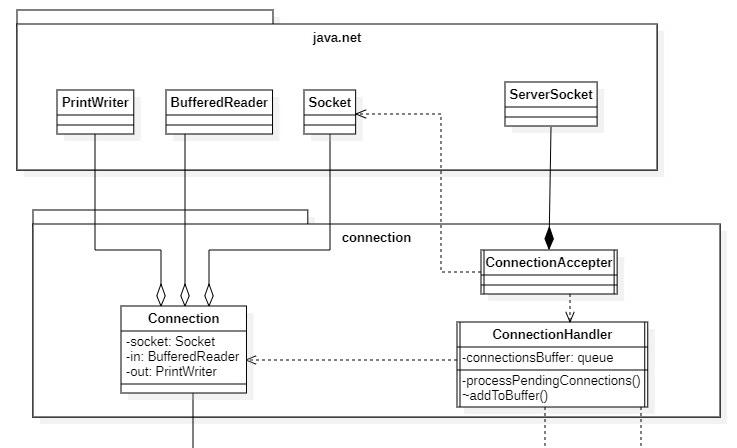 java.net
PrintWriter
BufferedReader
Socket
ServerSocket
connection
ConnectionAccepter
Connection
-socket: Socket
-in: BufferedReader
-out: PrintWriter
ConnectionHandler
-connectionsBuffer: queue
-processPendingConnections()
~addToBuffer()